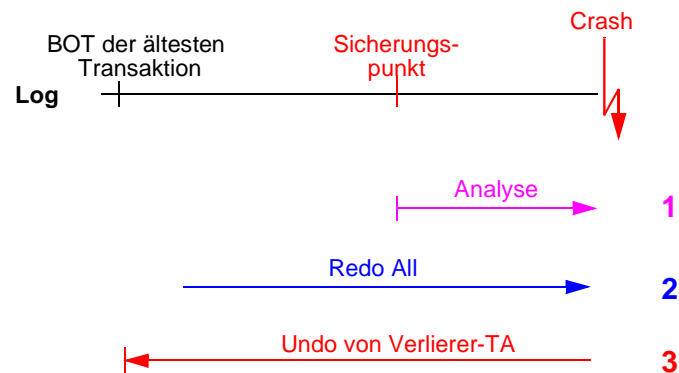 BOT der ältesten
Transaktion
Sicherungs-
punkt
Crash
Log
Analyse
1
Redo All
2
Undo von Verlierer-TA
3